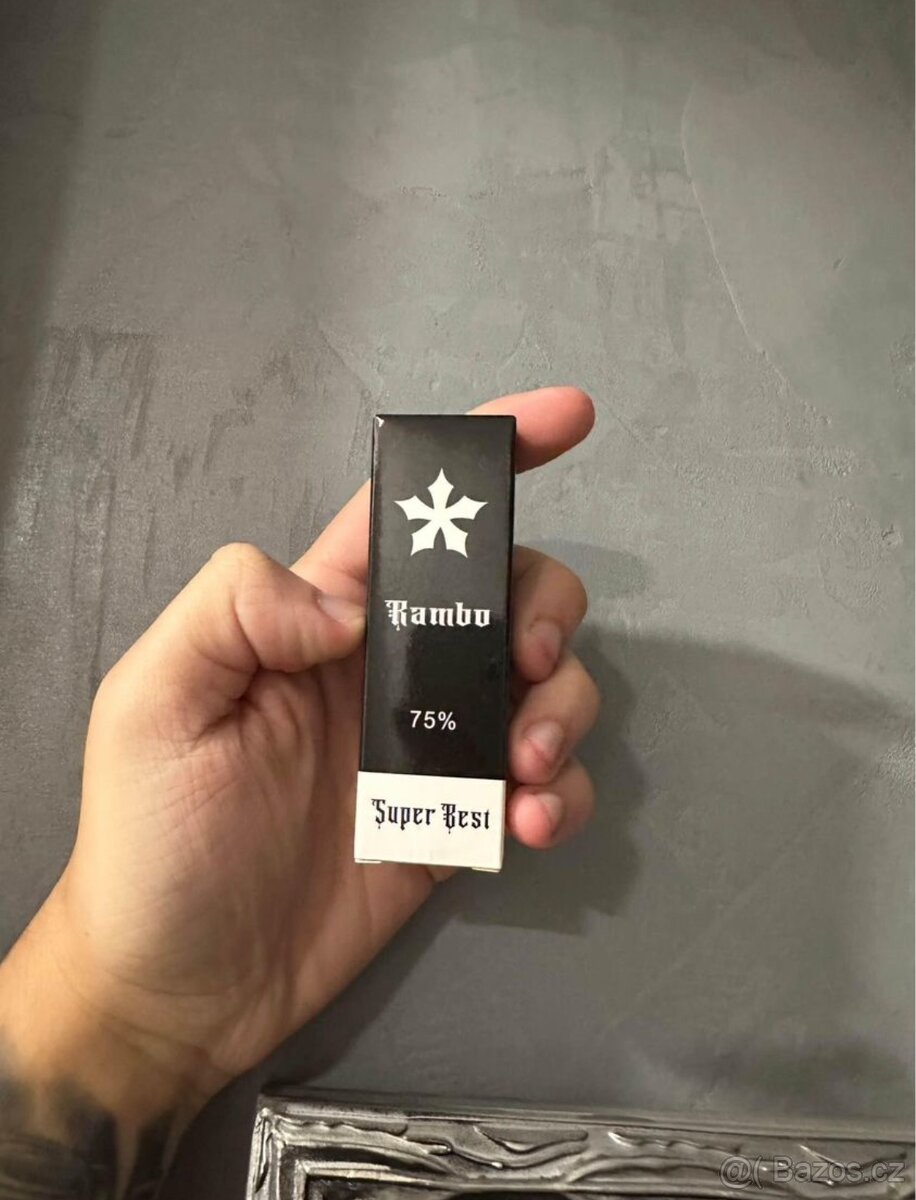 Rambo
75%
Super Best
@( Bazos.cz